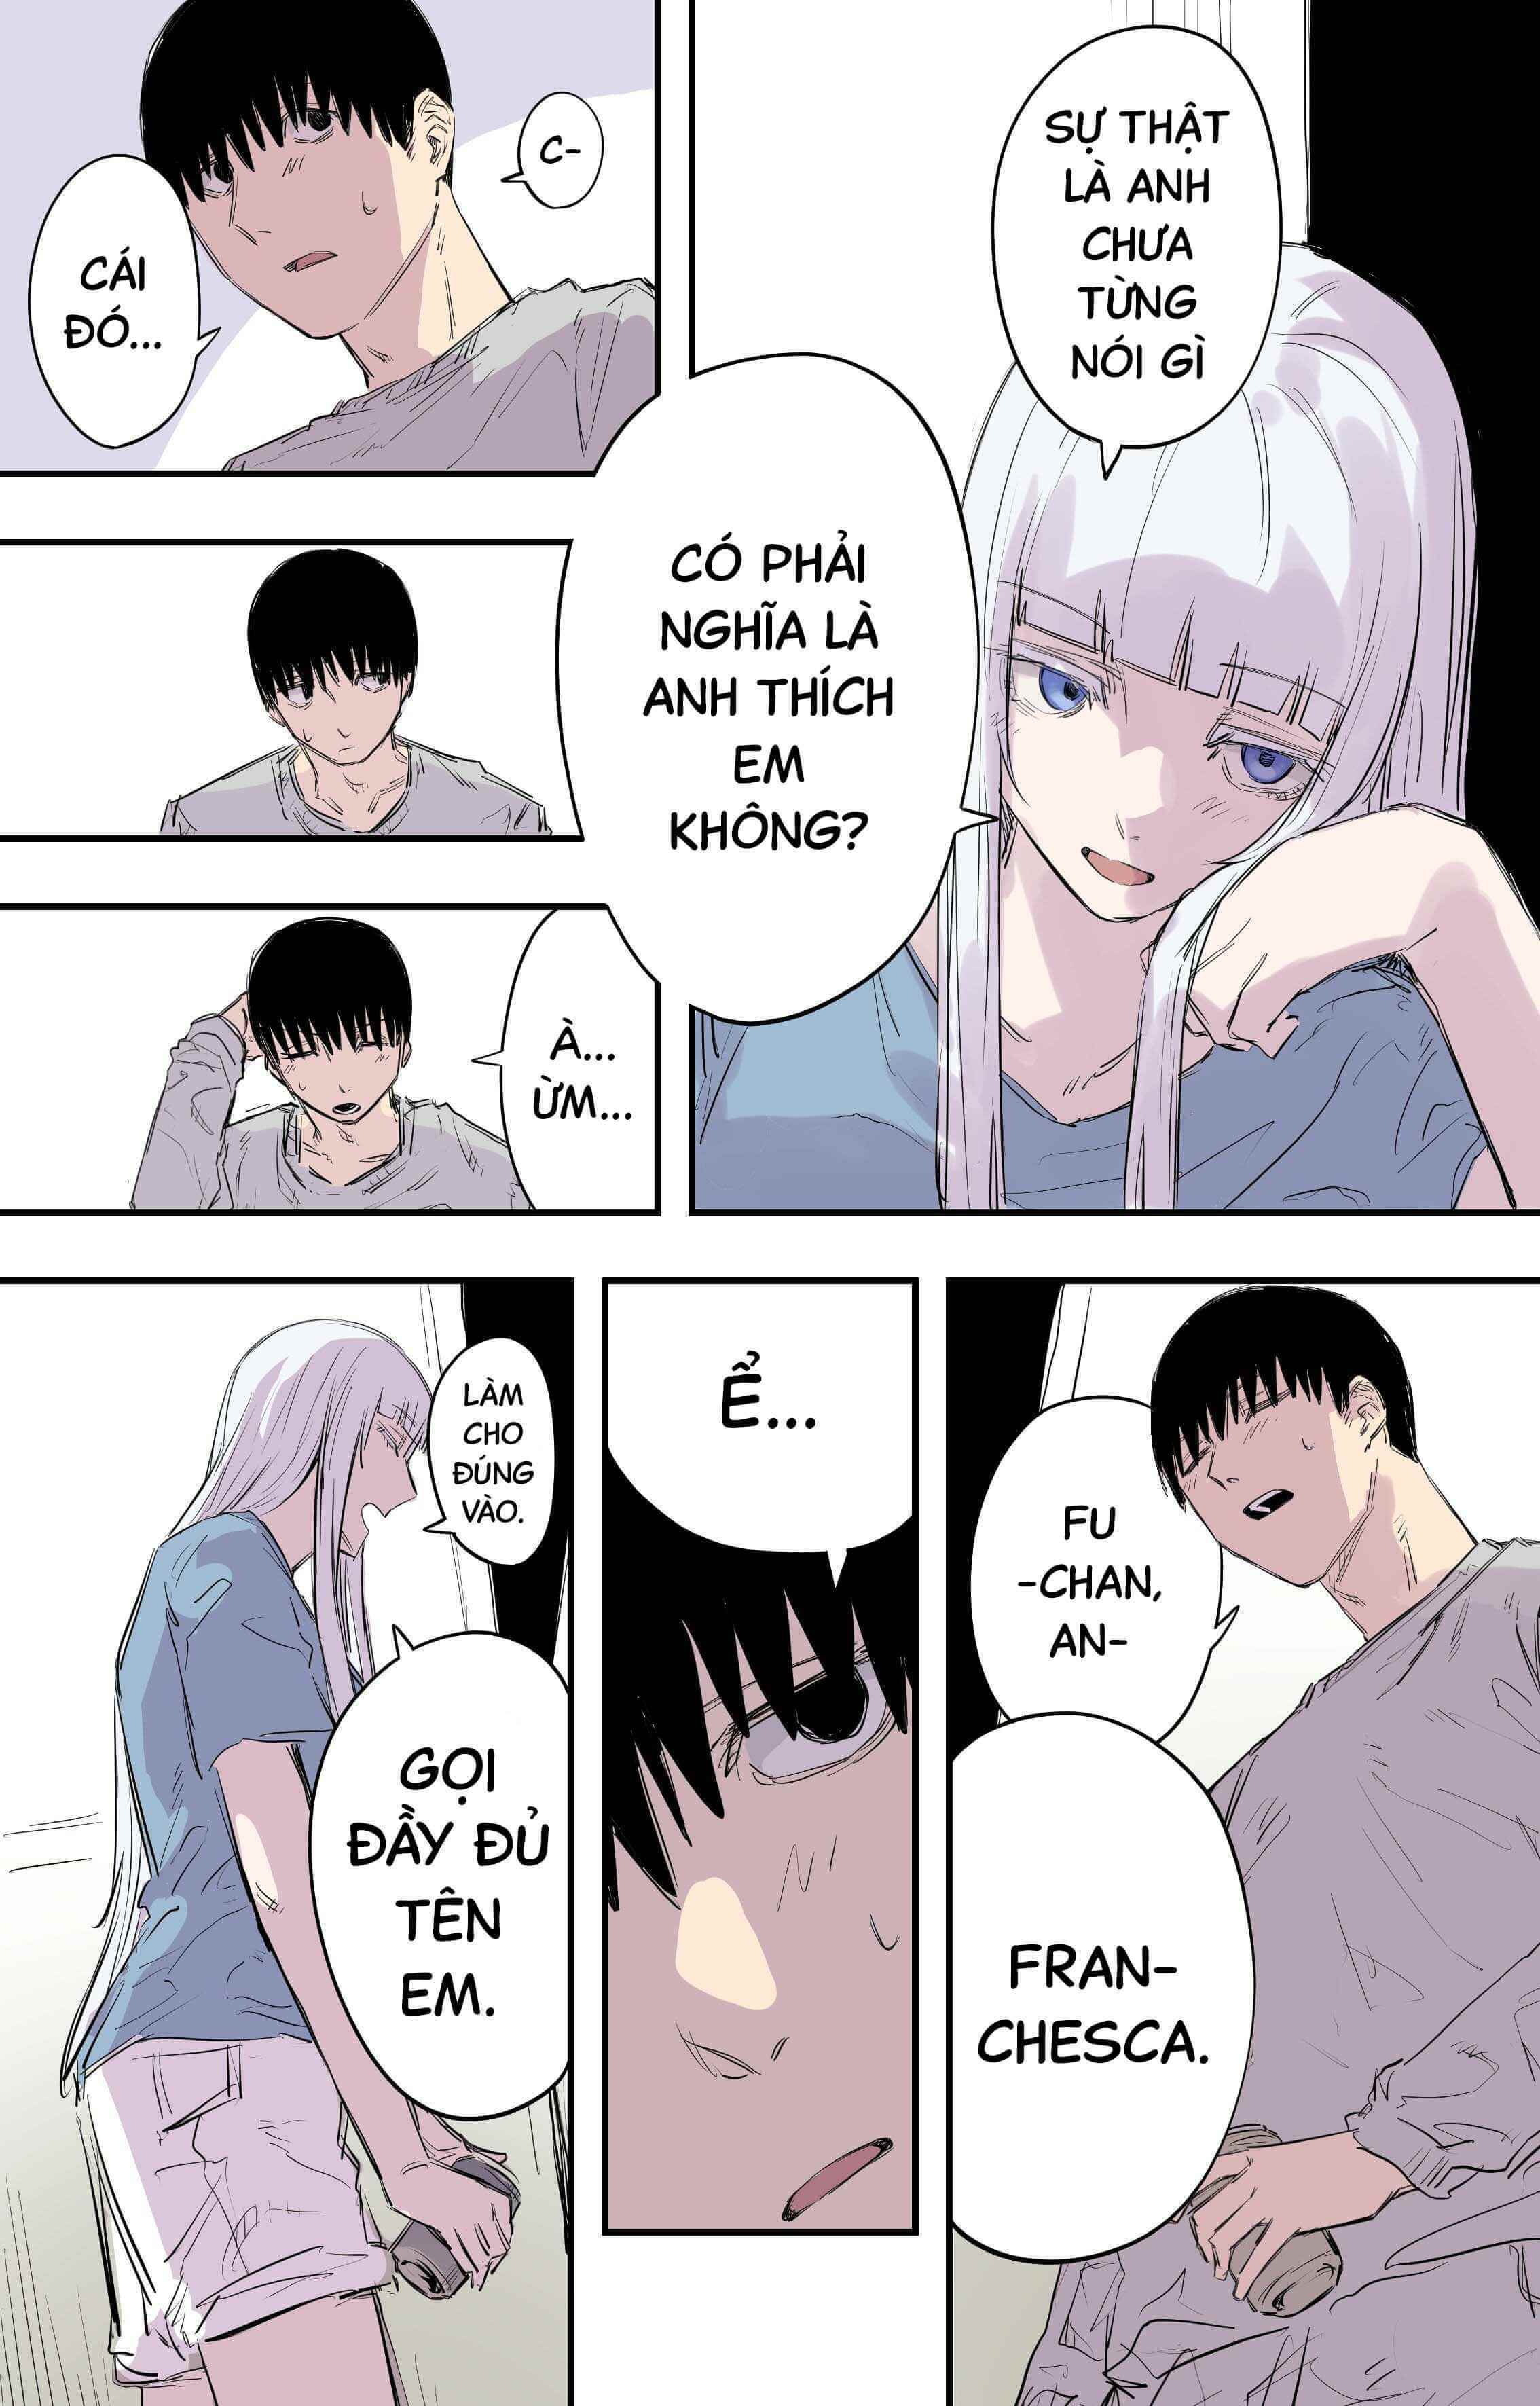 SỰ THẬT
LÀ ANH
CHƯA
TỪNG
NÓI GÌ
CÓ PHẢI
NGHĨA LÀ
ANH THÍCH
EM
KHÔNG?
C-
CÁI
ĐÓ...
À...
ỪM...
FU
-CHAN,
AN-
FRAN-
CHESCA.
Ể...
LÀM
CHO
ĐÚNG
VÀO.
GỌI
ĐẦY ĐỦ
TÊN
EM.